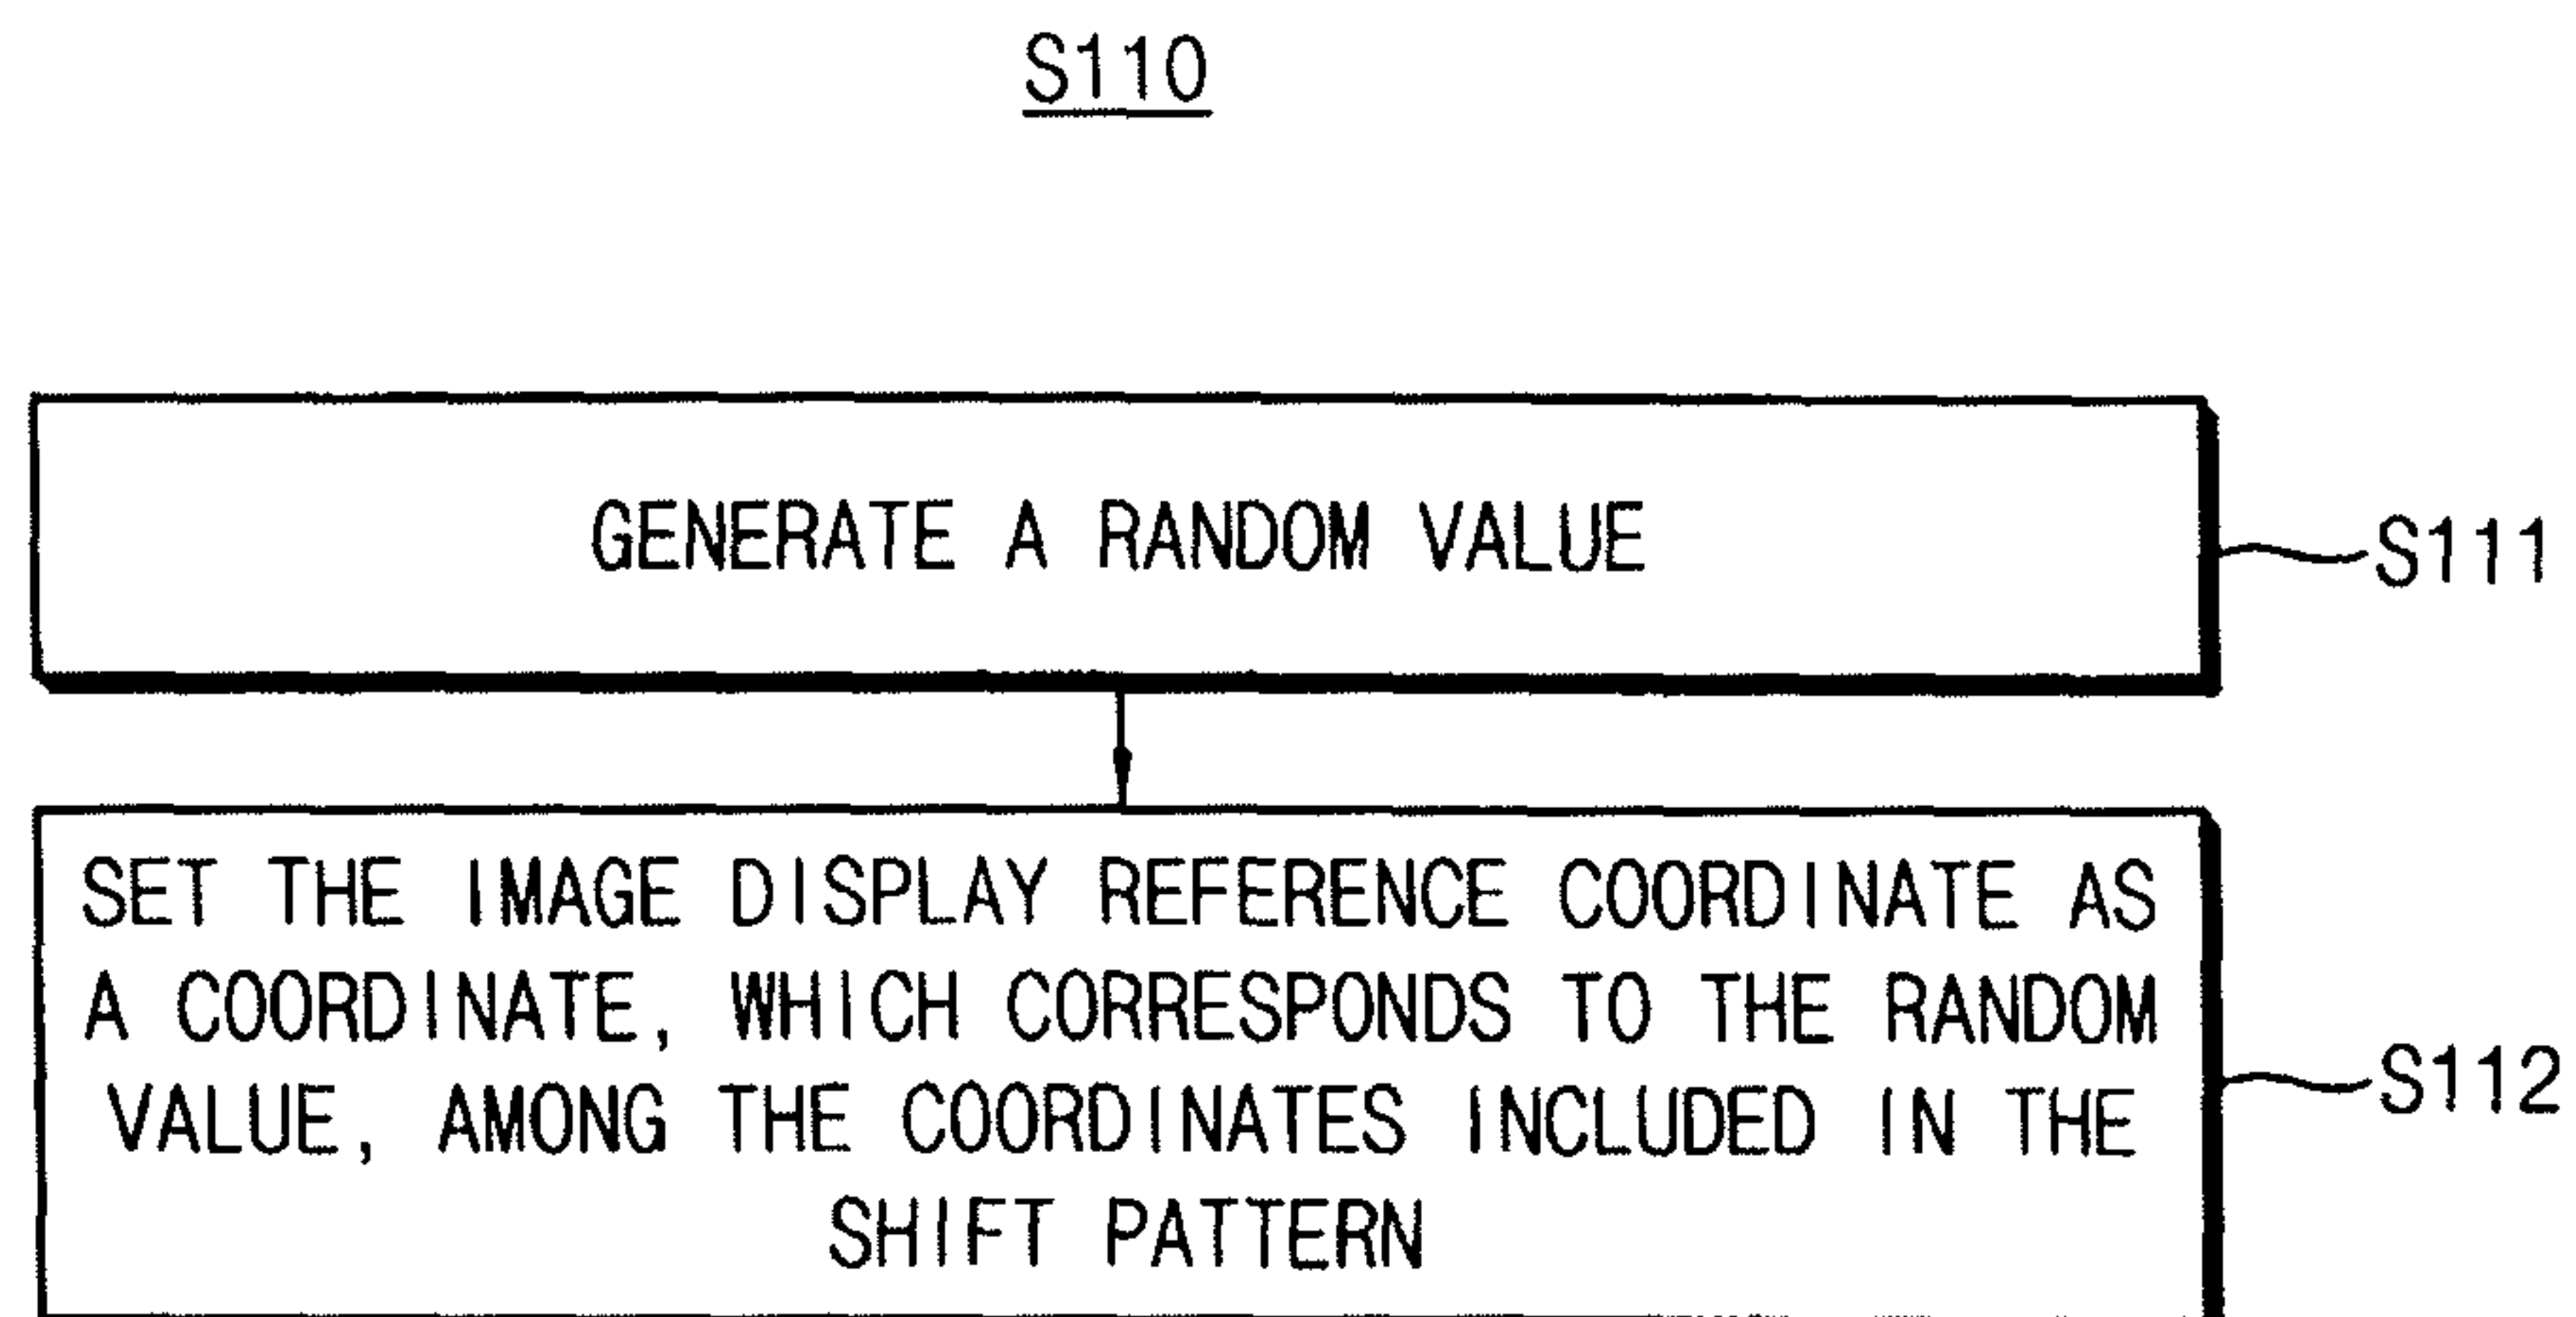 S110
GENERATE A RANDOM VALUE
S111
SET THE IMAGE DISPLAY REFERENCE COORDINATE AS
A COORDINATE, WHICH CORRESPONDS TO THE RANDOM
VALUE, AMONG THE COORDINATES INCLUDED IN THE
SHIFT PATTERN
S112